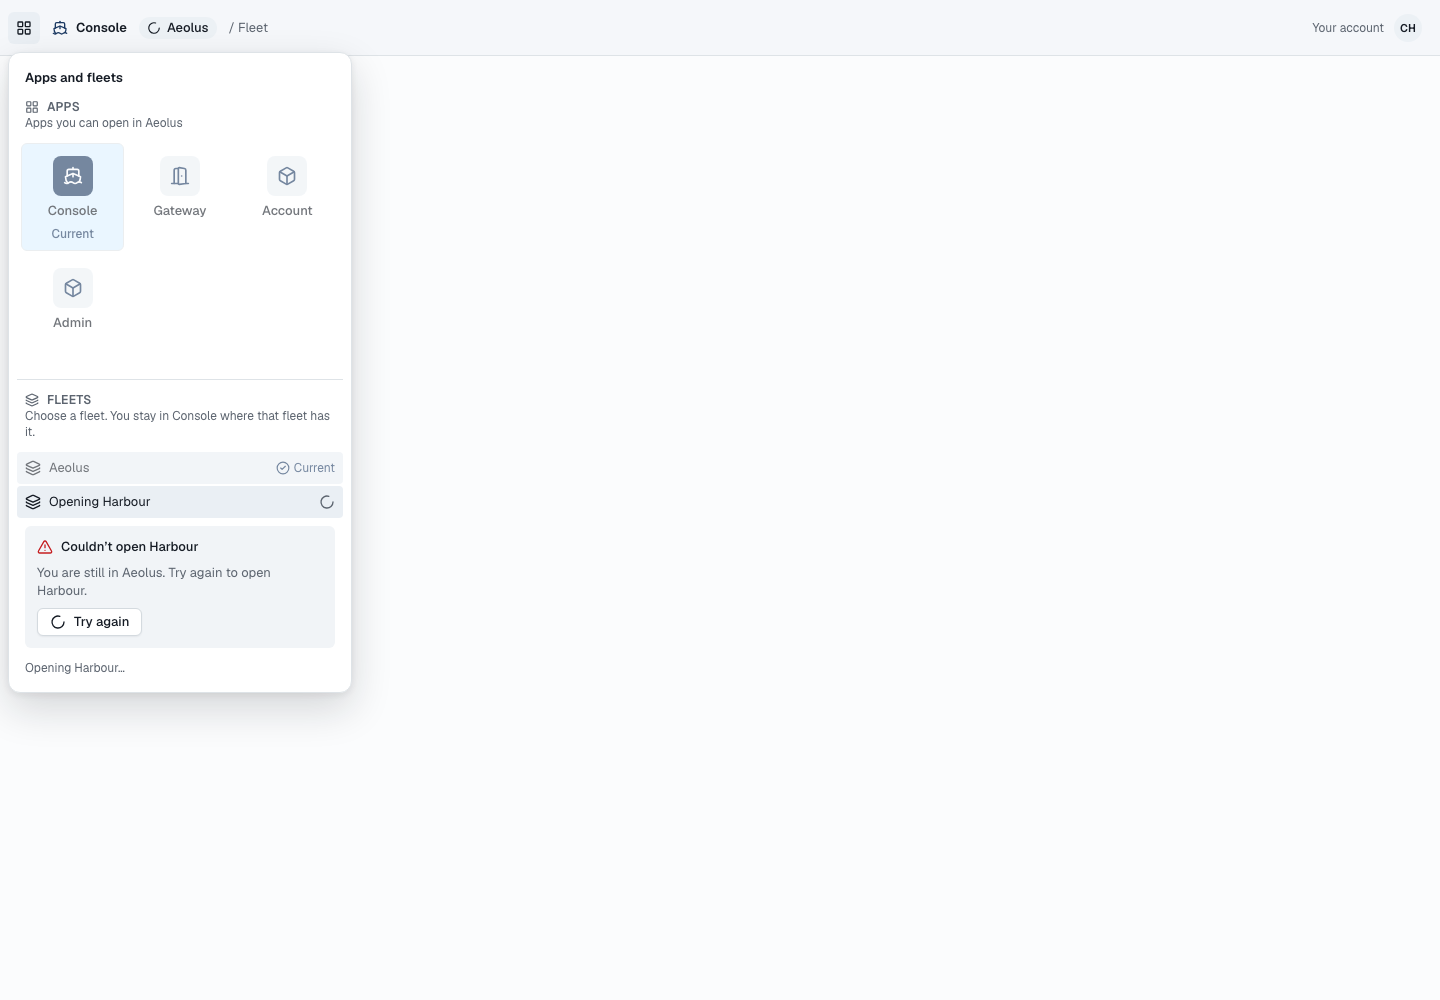 Console
Aeolus
/ Fleet
Your account
CH
Apps and fleets
APPS
Apps you can open in Aeolus
Console
Current
Gateway
Account
Admin
FLEETS
Choose a fleet. You stay in Console where that fleet has
it.
Aeolus
Current
Opening Harbour
Couldn’t open Harbour
You are still in Aeolus. Try again to open
Harbour.
Try again
Opening Harbour…